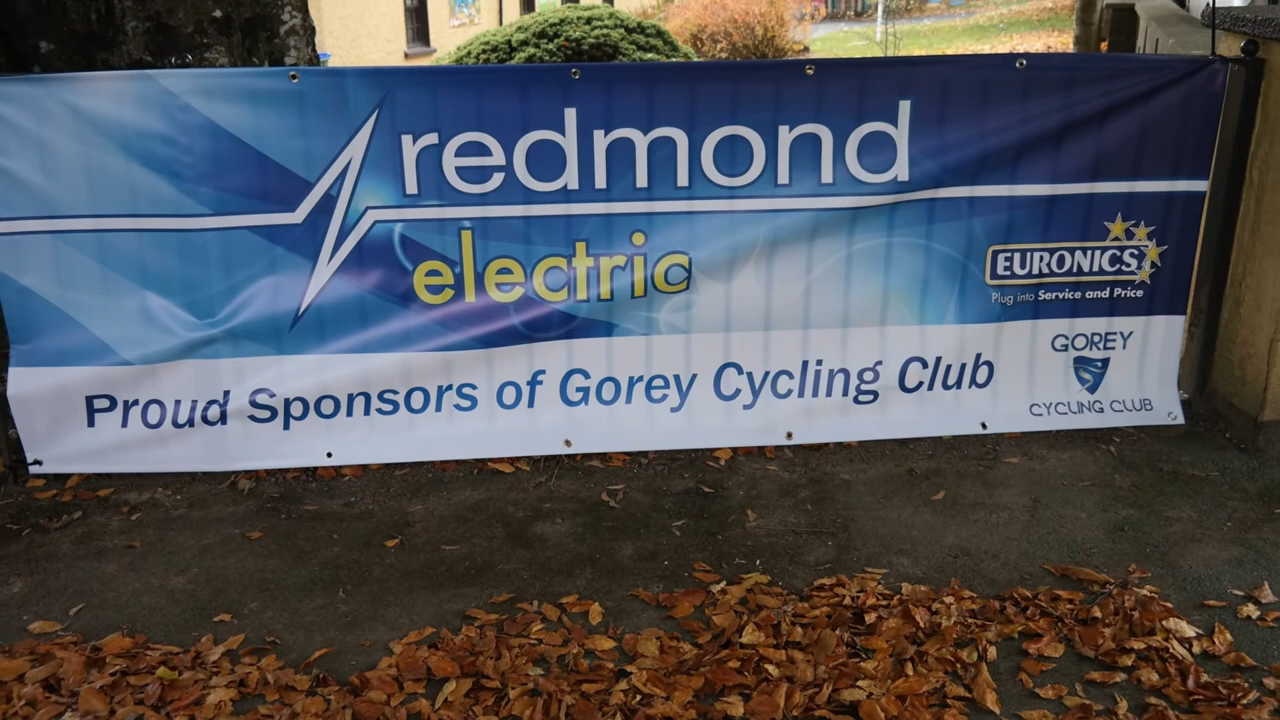 redmond
electric
EURONICS
Plug into Service and Price
Proud Sponsors of Gorey Cycling Club
GOREY
CYCLING CLUB